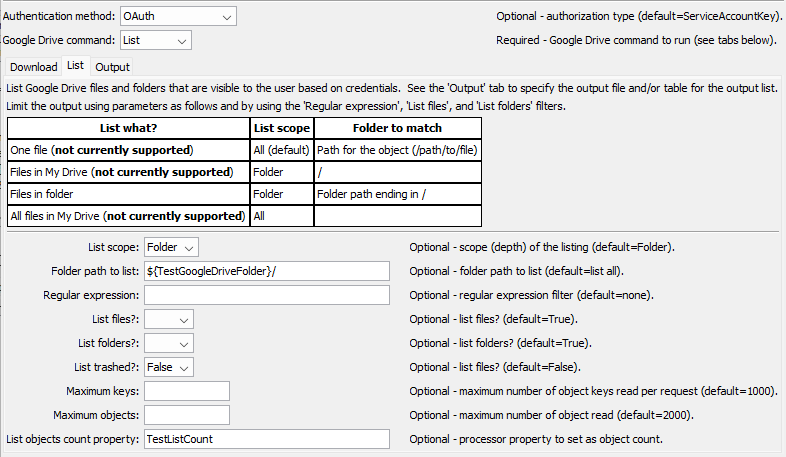 Authentication method: OAuth Optional - authorization type (default=ServiceAccountKey).
Google Drive command: List Required - Google Drive command to run (see tabs below).
Download List Output
List Google Drive files and folders that are visible to the user based on credentials. See the 'Output' tab to specify the output file and/or table for the output list.
Limit the output using parameters as follows and by using the 'Regular expression', 'List files', and 'List folders' filters.
List what? List scope Folder to match
One file (not currently supported) All (default) Path for the object (/path/to/file)
Files in My Drive (not currently supported) Folder /
Files in folder Folder Folder path ending in /
All files in My Drive (not currently supported) All
List scope: Folder Optional - scope (depth) of the listing (default=Folder).
Folder path to list: ${TestGoogleDriveFolder}/ Optional - folder path to list (default=list all).
Regular expression: Optional - regular expression filter (default=none).
List files?: Optional - list files? (default=True).
List folders?: Optional - list folders? (default=True).
List trashed?: False Optional - list files? (default=False).
Maximum keys: Optional - maximum number of object keys read per request (default=1000).
Maximum objects: Optional - maximum number of object read (default=2000).
List objects count property: TestListCount Optional - processor property to set as object count.